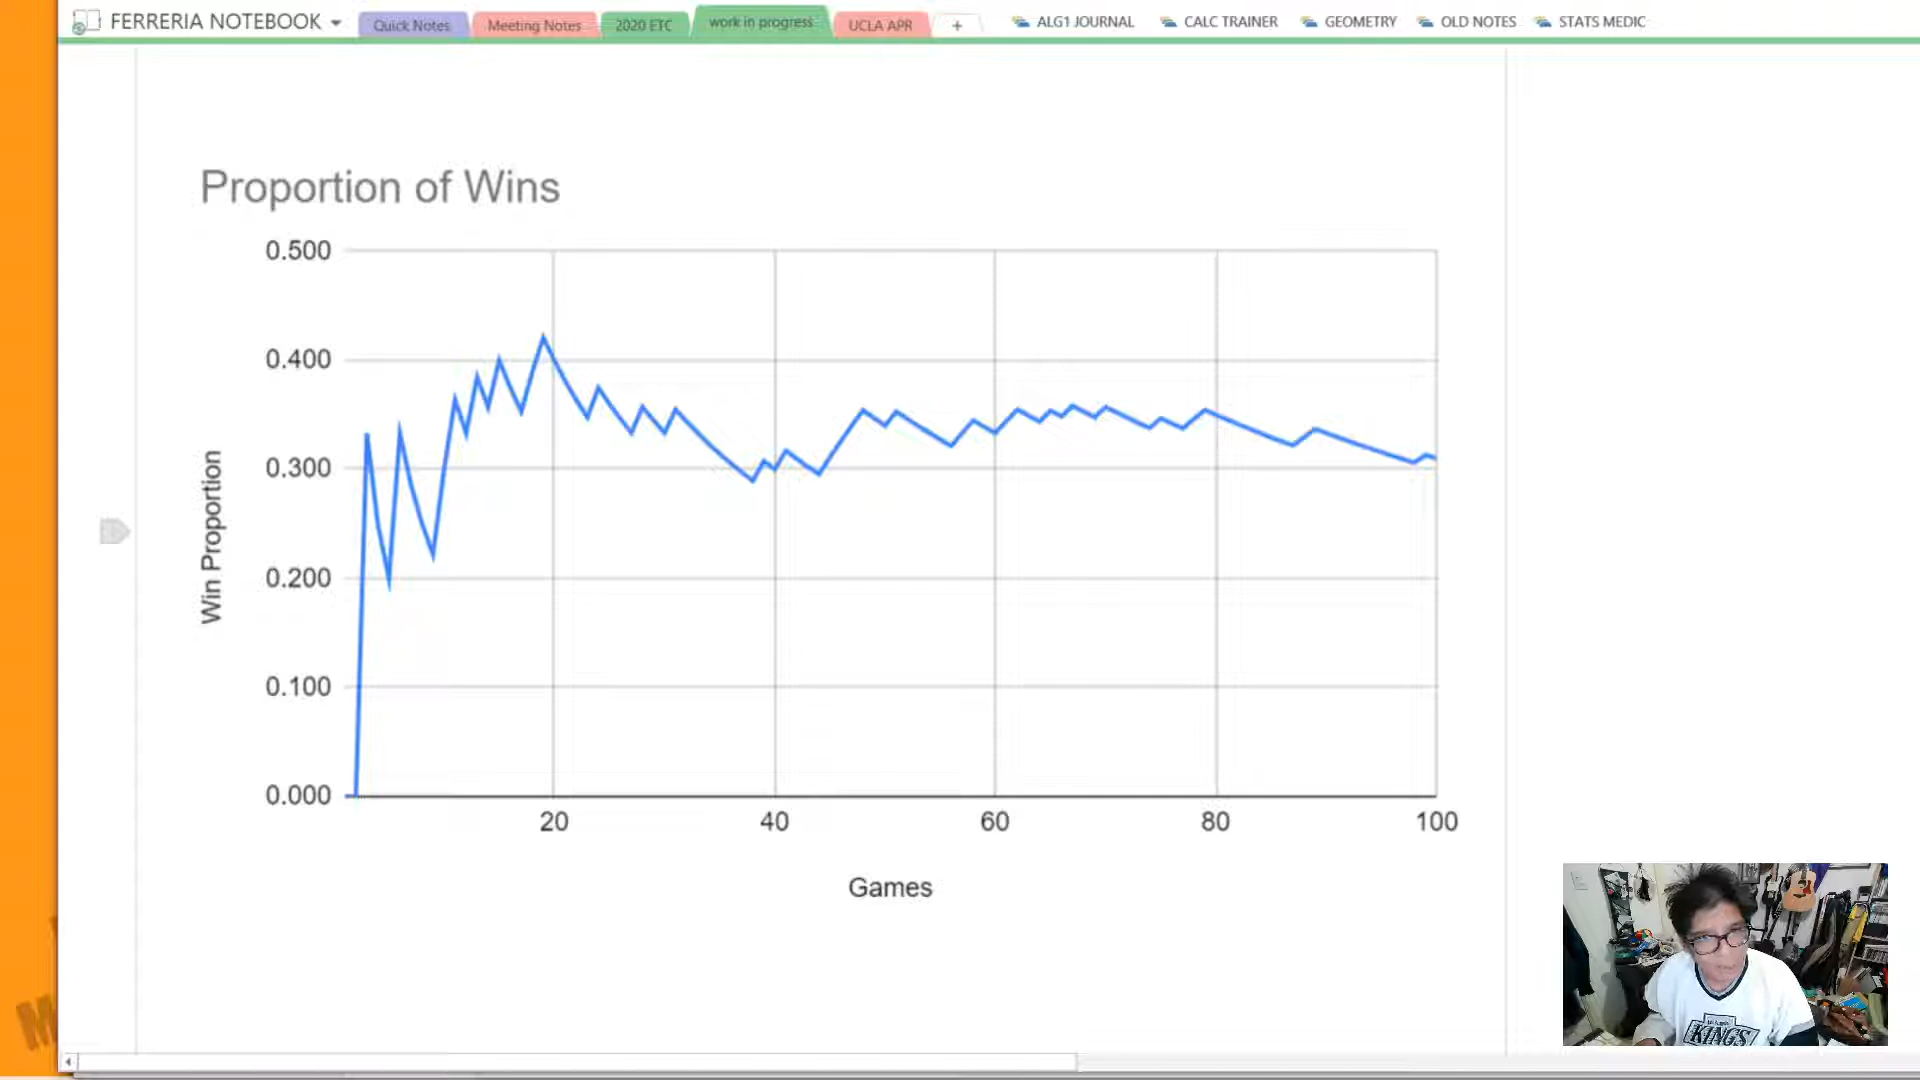 FERRERIA NOTEBOOK
Quick Notes
Meeting Notes
2020 ETC
work in progress
UCLA APR
+
ALG1 JOURNAL
CALC TRAINER
GEOMETRY
OLD NOTES
STATS MEDIC
Proportion of Wins
0.500
0.400
0.300
0.200
0.100
0.000
Win Proportion
20
40
60
80
100
Games
KINGS